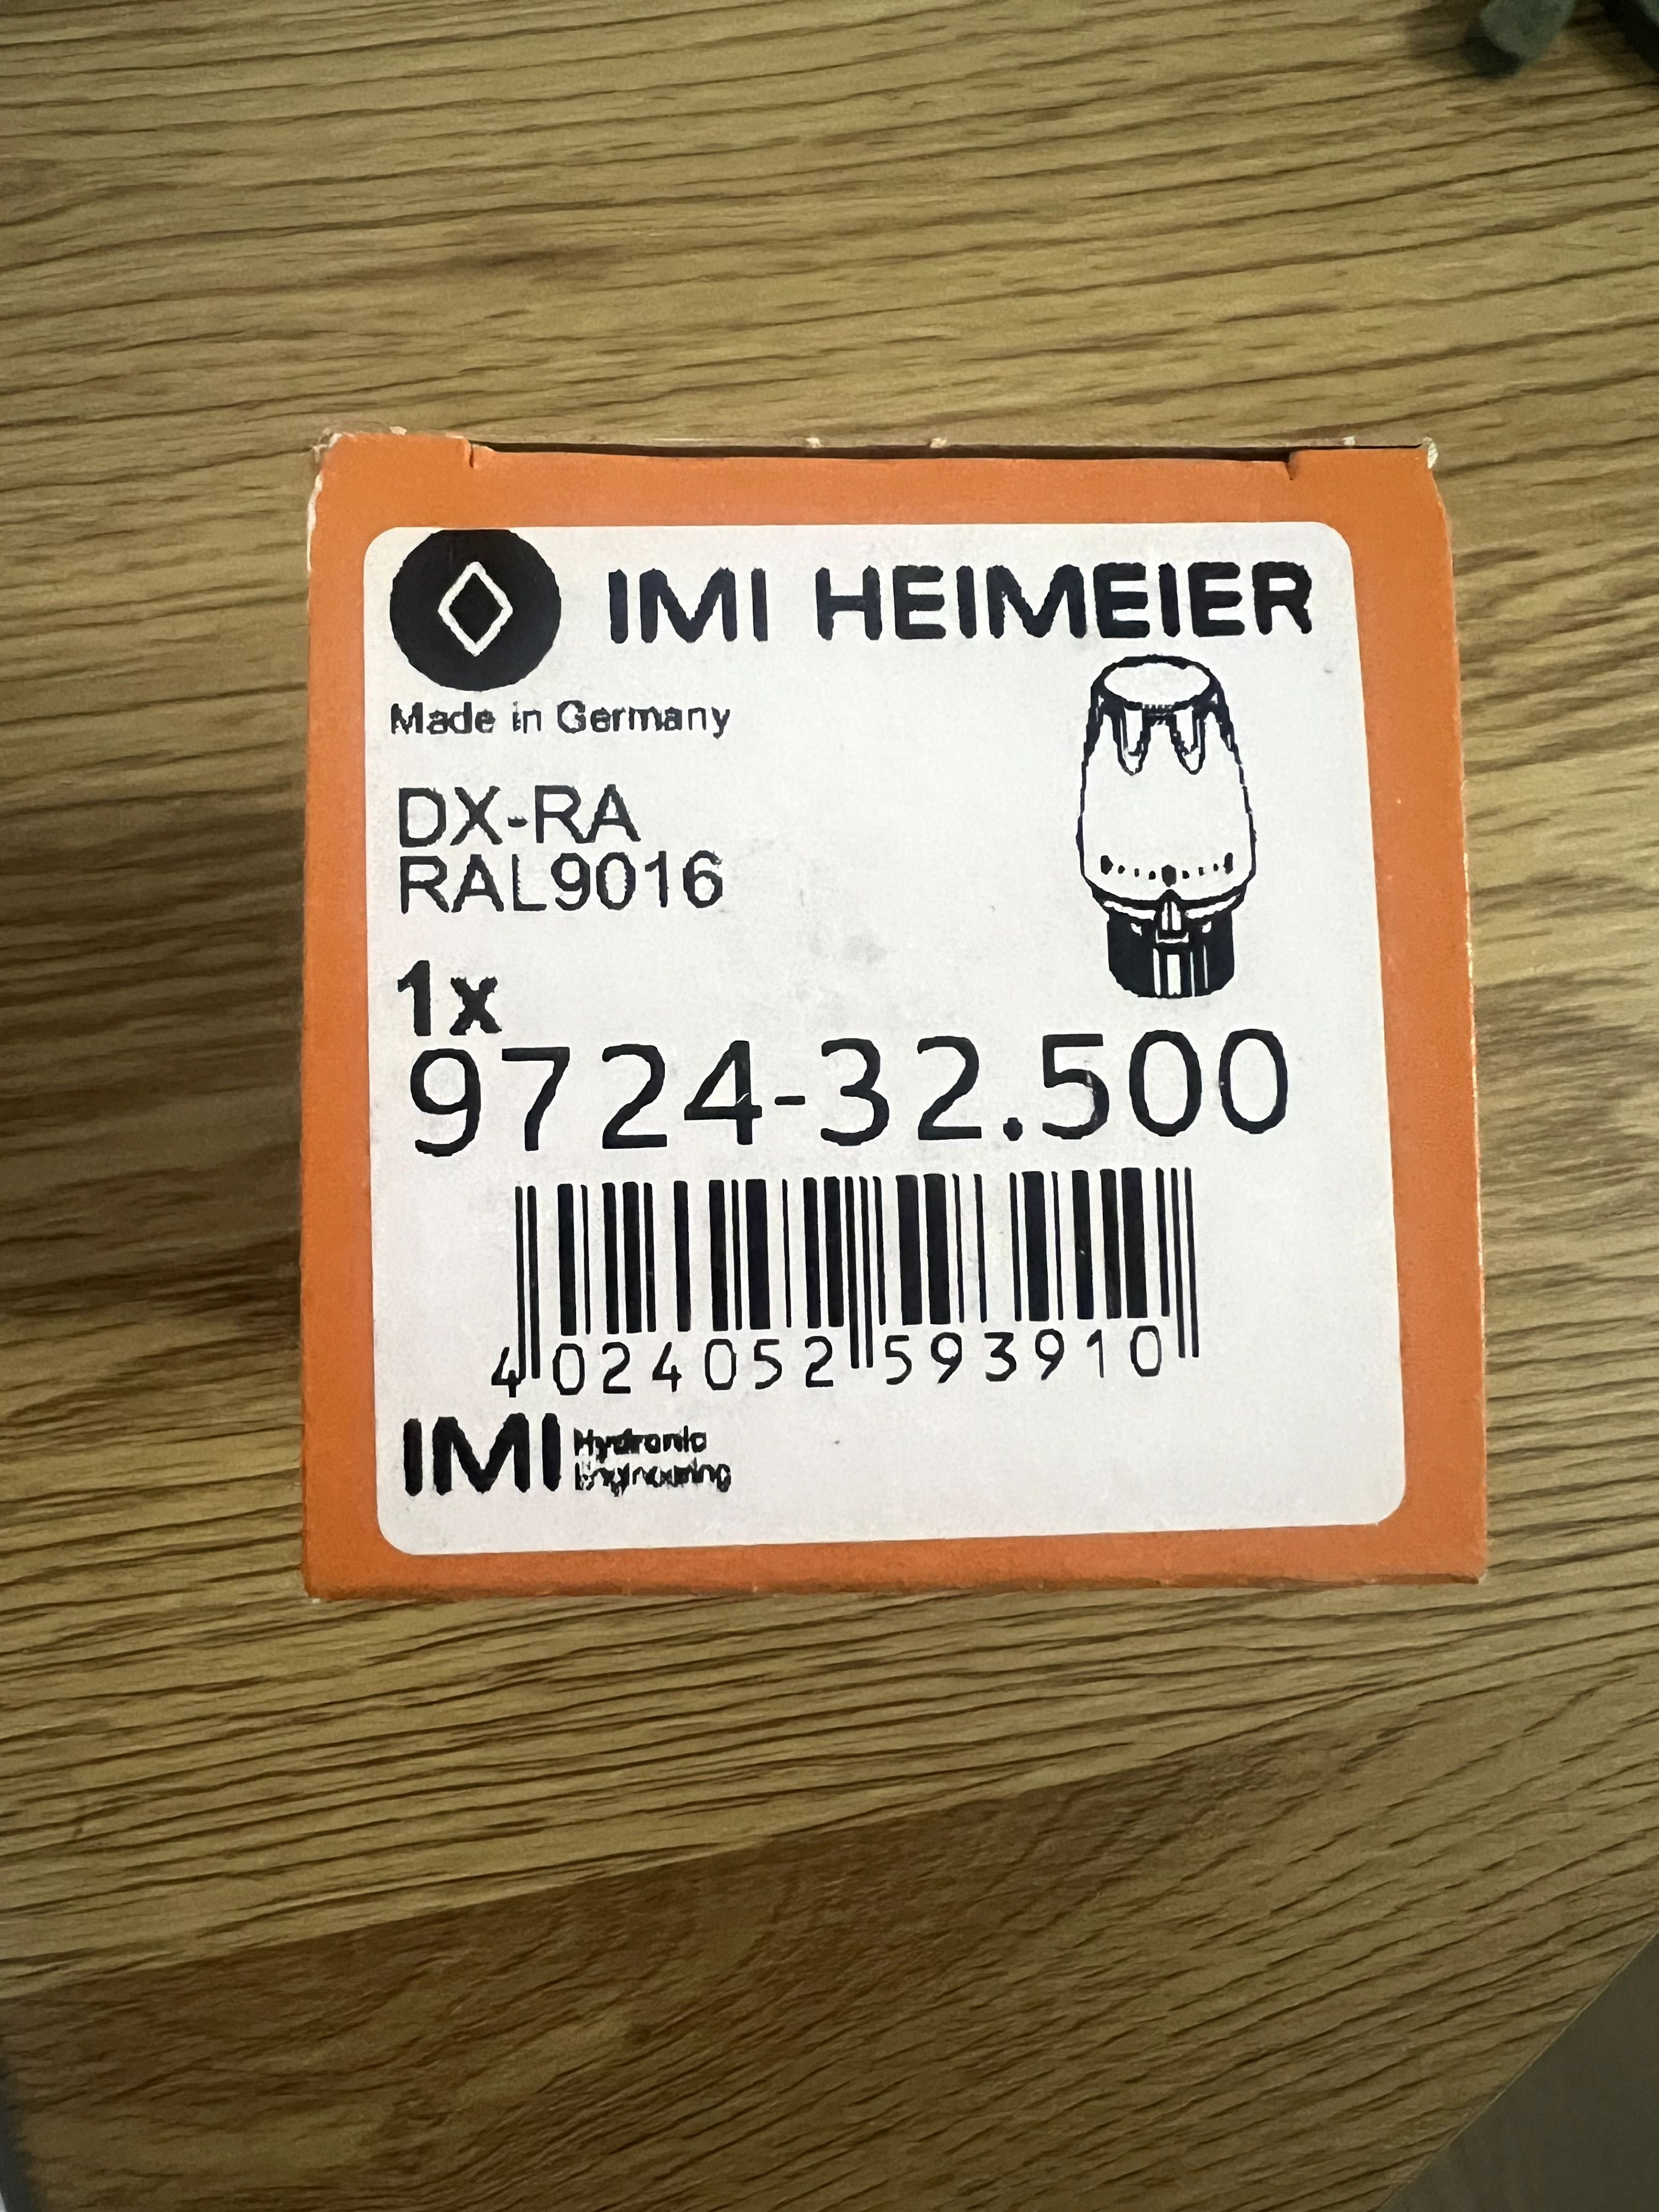 IMI HEIMEIER
Made in Germany
DX-RA
RAL9016
1x
9724-32.500
4 024052 593910
IMI Hydronic
Engineering